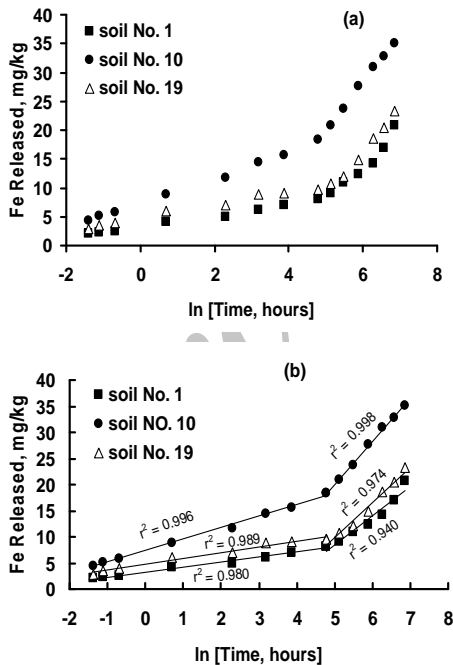 (a)
soil No. 1
soil No. 10
soil No. 19
Fe Released, mg/kg
40
35
30
25
20
15
10
5
0
-2 0 2 4 6 8
ln [Time, hours]
(b)
soil No. 1
soil NO. 10
soil No. 19
Fe Released, mg/kg
40
35
30
25
20
15
10
5
0
r² = 0.996
r² = 0.989
r² = 0.980
r² = 0.998
r² = 0.974
r² = 0.940
-2 -1 0 1 2 3 4 5 6 7 8
ln [Time, hours]